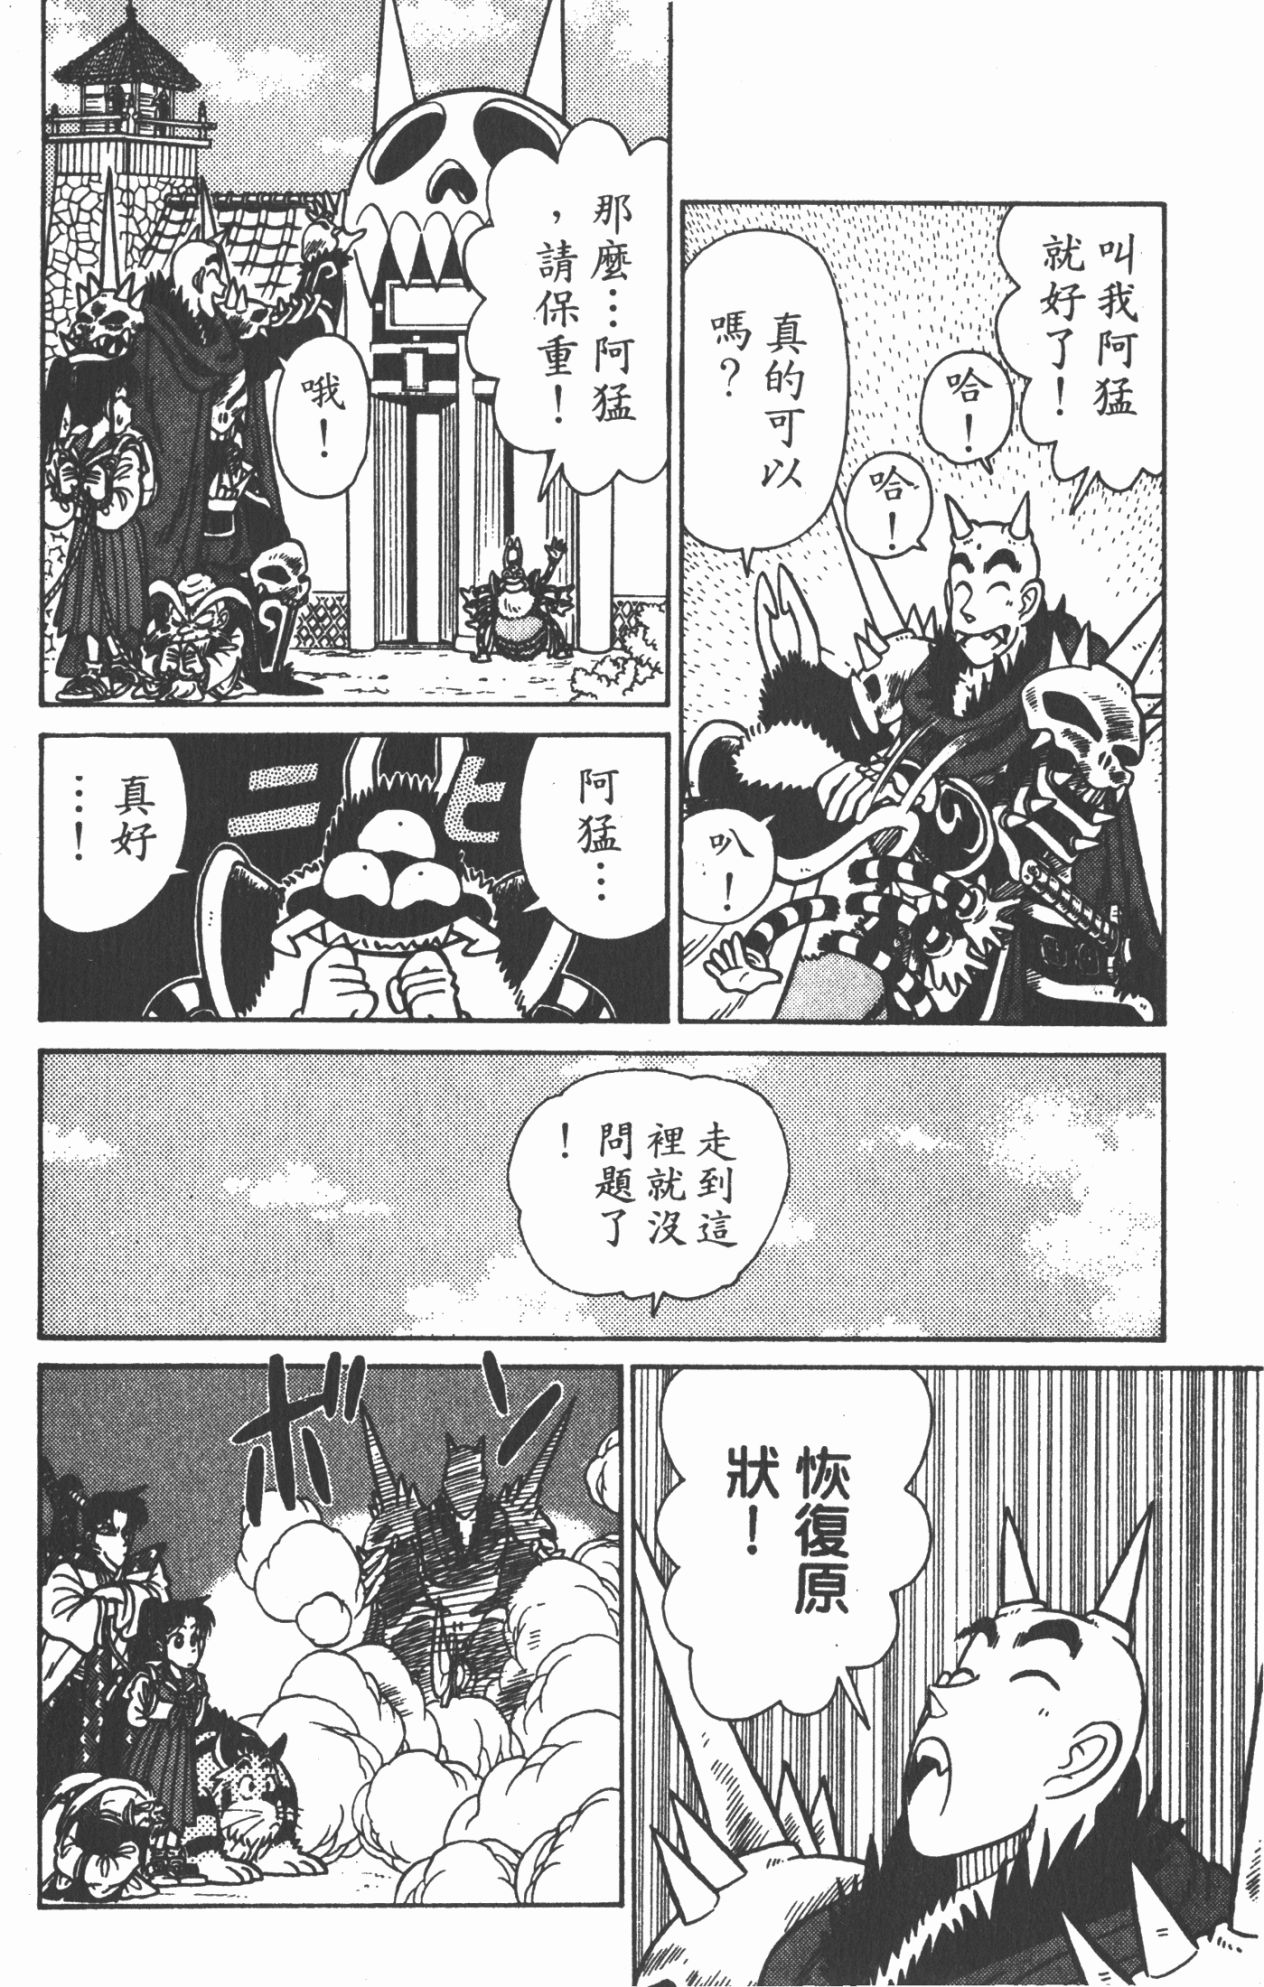 叫我阿猛
就好了！
哈！
哈！
真的可以
嗎？
叭！
那麼…阿猛
，請保重！
哦！
阿猛…
真好
…！
ニ
ヒ
走到這
裡就沒
問題了
！
恢復原
狀！
ボン